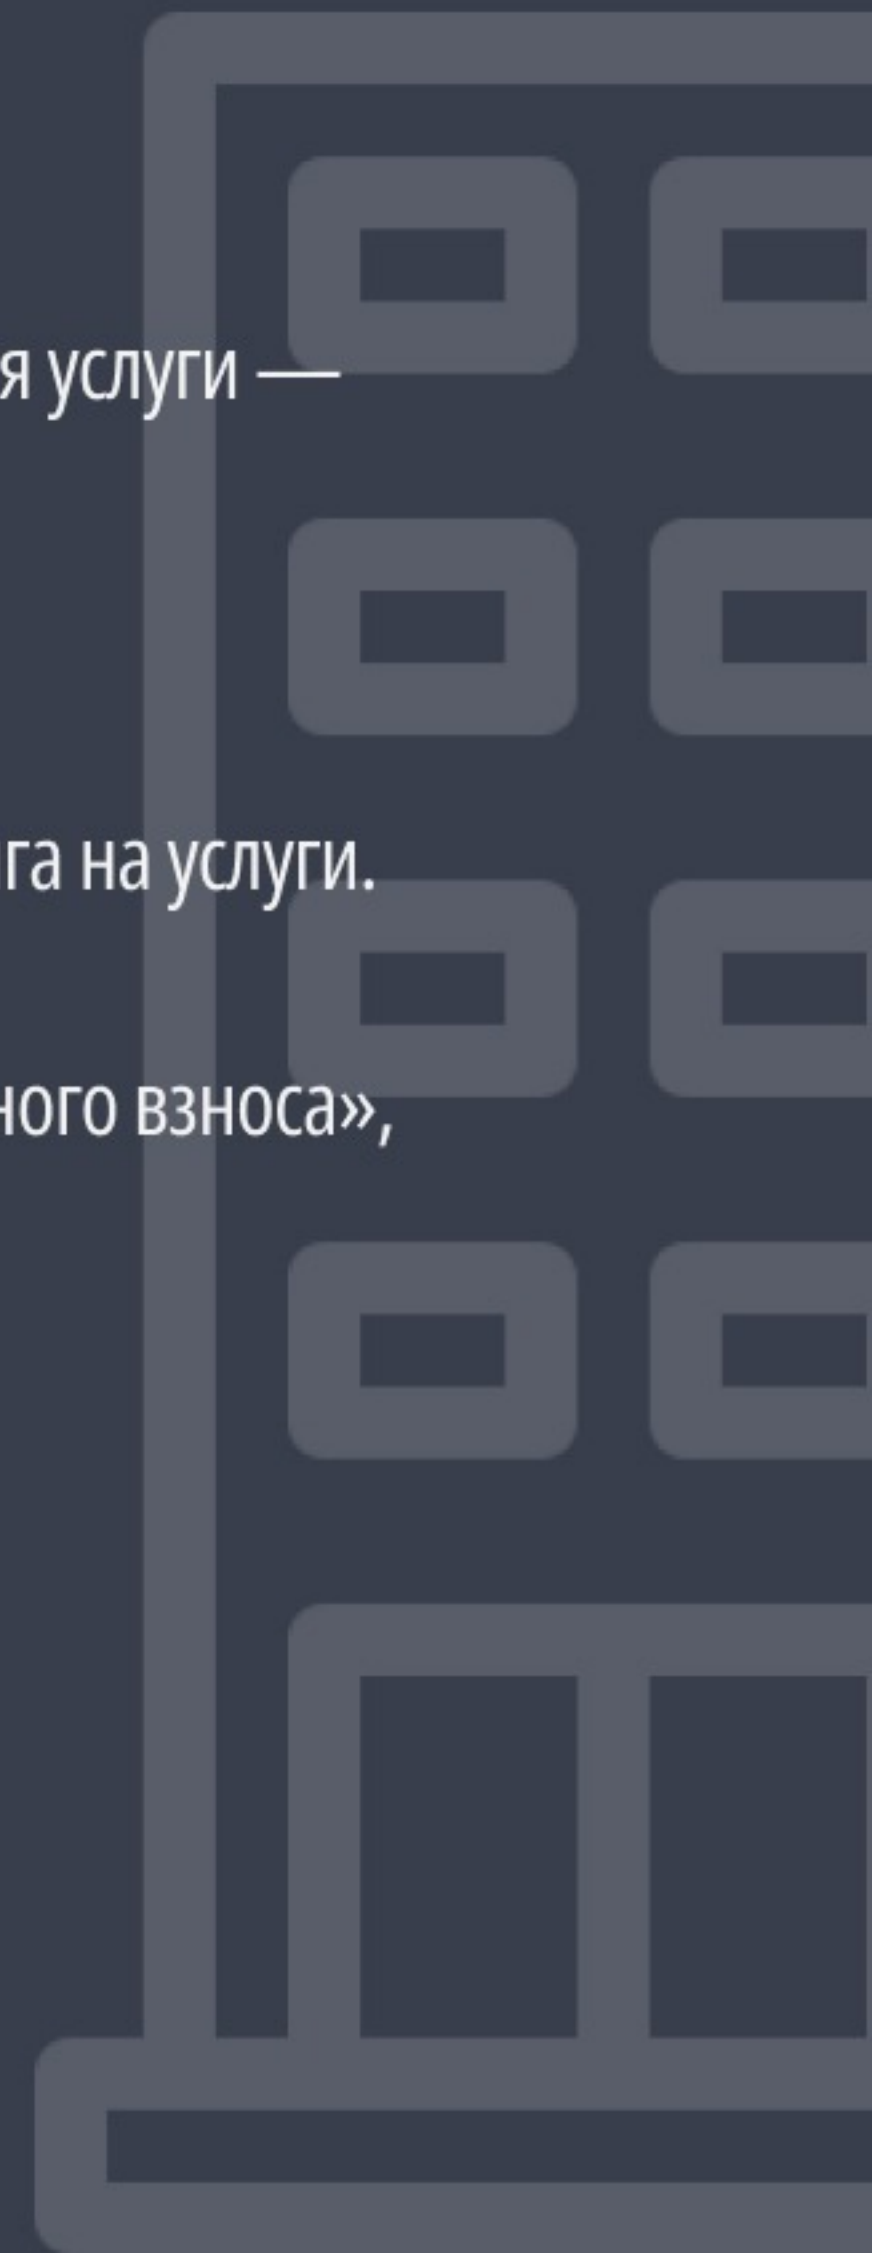 я услуги —
га на услуги.
ного взноса»,